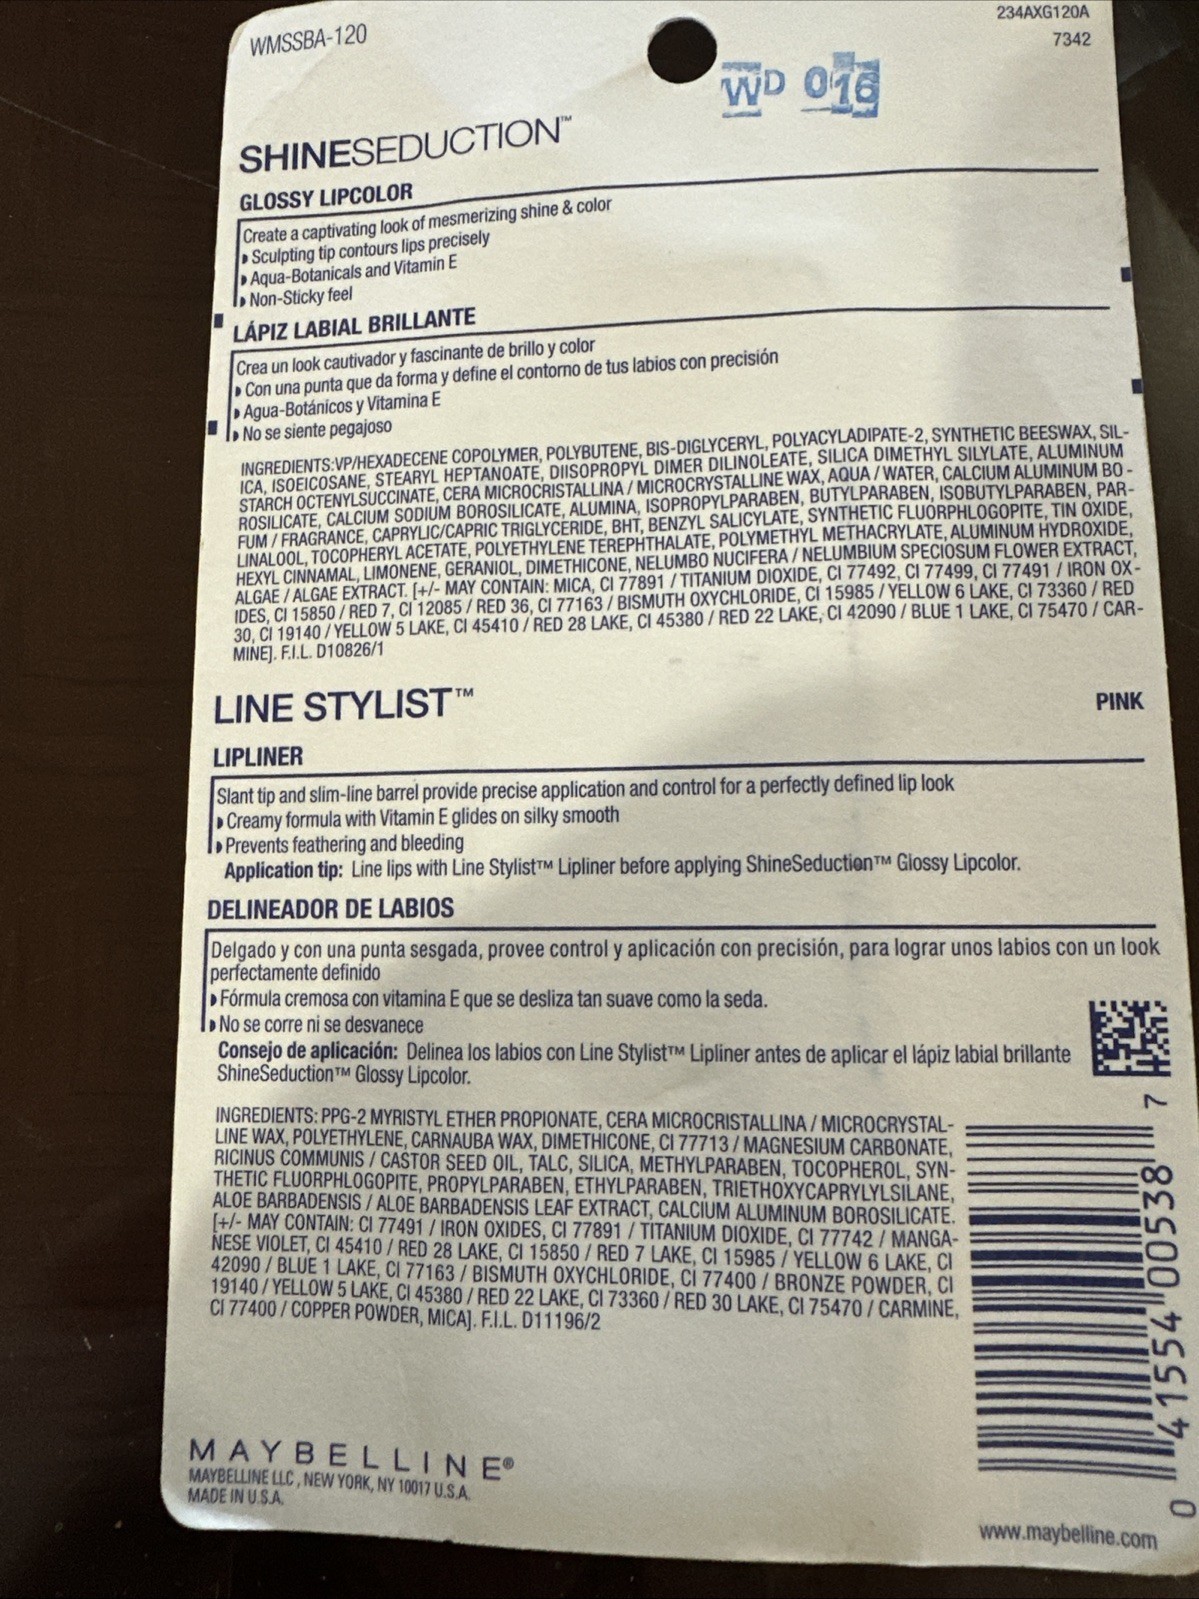 WMSSBA-120
234AXG120A
7342
WD 016
SHINESEDUCTION™
GLOSSY LIPCOLOR
Create a captivating look of mesmerizing shine & color
Sculpting tip contours lips precisely
Aqua-Botanicals and Vitamin E
Non-Sticky feel
LÁPIZ LABIAL BRILLANTE
Crea un look cautivador y fascinante de brillo y color
Con una punta que da forma y define el contorno de tus labios con precisión
Agua-Botánicos y Vitamina E
No se siente pegajoso
INGREDIENTS:VP/HEXADECENE COPOLYMER, POLYBUTENE, BIS-DIGLYCERYL, POLYACYLADIPATE-2, SYNTHETIC BEESWAX, SIL-
ICA, ISOEICOSANE, STEARYL HEPTANOATE, DIISOPROPYL DIMER DILINOLEATE, SILICA DIMETHYL SILYLATE, ALUMINUM
STARCH OCTENYLSUCCINATE, CERA MICROCRISTALLINA / MICROCRYSTALLINE WAX, AQUA / WATER, CALCIUM ALUMINUM BO-
ROSILICATE, CALCIUM SODIUM BOROSILICATE, ALUMINA, ISOPROPYLPARABEN, BUTYLPARABEN, ISOBUTYLPARABEN, PAR-
FUM / FRAGRANCE, CAPRYLIC/CAPRIC TRIGLYCERIDE, BHT, BENZYL SALICYLATE, SYNTHETIC FLUORPHLOGOPITE, TIN OXIDE,
LINALOOL, TOCOPHERYL ACETATE, POLYETHYLENE TEREPHTHALATE, POLYMETHYL METHACRYLATE, ALUMINUM HYDROXIDE,
HEXYL CINNAMAL, LIMONENE, GERANIOL, DIMETHICONE, NELUMBO NUCIFERA / NELUMBIUM SPECIOSUM FLOWER EXTRACT,
ALGAE / ALGAE EXTRACT. [+/- MAY CONTAIN: MICA, CI 77891 / TITANIUM DIOXIDE, CI 77492, CI 77499, CI 77491 / IRON OX-
IDES, CI 15850 / RED 7, CI 12085 / RED 36, CI 77163 / BISMUTH OXYCHLORIDE, CI 15985 / YELLOW 6 LAKE, CI 73360 / RED
30, CI 19140 / YELLOW 5 LAKE, CI 45410 / RED 28 LAKE, CI 45380 / RED 22 LAKE, CI 42090 / BLUE 1 LAKE, CI 75470 / CAR-
MINE]. F.I.L. D10826/1
LINE STYLIST™
PINK
LIPLINER
Slant tip and slim-line barrel provide precise application and control for a perfectly defined lip look
Creamy formula with Vitamin E glides on silky smooth
Prevents feathering and bleeding
Application tip: Line lips with Line Stylist™ Lipliner before applying ShineSeduction™ Glossy Lipcolor.
DELINEADOR DE LABIOS
Delgado y con una punta sesgada, provee control y aplicación con precisión, para lograr unos labios con un look
perfectamente definido
Fórmula cremosa con vitamina E que se desliza tan suave como la seda.
No se corre ni se desvanece
Consejo de aplicación: Delinea los labios con Line Stylist™ Lipliner antes de aplicar el lápiz labial brillante
ShineSeduction™ Glossy Lipcolor.
INGREDIENTS: PPG-2 MYRISTYL ETHER PROPIONATE, CERA MICROCRISTALLINA / MICROCRYSTAL-
LINE WAX, POLYETHYLENE, CARNAUBA WAX, DIMETHICONE, CI 77713 / MAGNESIUM CARBONATE,
RICINUS COMMUNIS / CASTOR SEED OIL, TALC, SILICA, METHYLPARABEN, TOCOPHEROL, SYN-
THETIC FLUORPHLOGOPITE, PROPYLPARABEN, ETHYLPARABEN, TRIETHOXYCAPRYLYLSILANE,
ALOE BARBADENSIS / ALOE BARBADENSIS LEAF EXTRACT, CALCIUM ALUMINUM BOROSILICATE.
[+/- MAY CONTAIN: CI 77491 / IRON OXIDES, CI 77891 / TITANIUM DIOXIDE, CI 77742 / MANGA-
NESE VIOLET, CI 45410 / RED 28 LAKE, CI 15850 / RED 7 LAKE, CI 15985 / YELLOW 6 LAKE, CI
42090 / BLUE 1 LAKE, CI 77163 / BISMUTH OXYCHLORIDE, CI 77400 / BRONZE POWDER, CI
19140 / YELLOW 5 LAKE, CI 45380 / RED 22 LAKE, CI 73360 / RED 30 LAKE, CI 75470 / CARMINE,
CI 77400 / COPPER POWDER, MICA]. F.I.L. D11196/2
0 41554 00538 7
MAYBELLINE®
MAYBELLINE LLC, NEW YORK, NY 10017 U.S.A.
MADE IN U.S.A.
www.maybelline.com